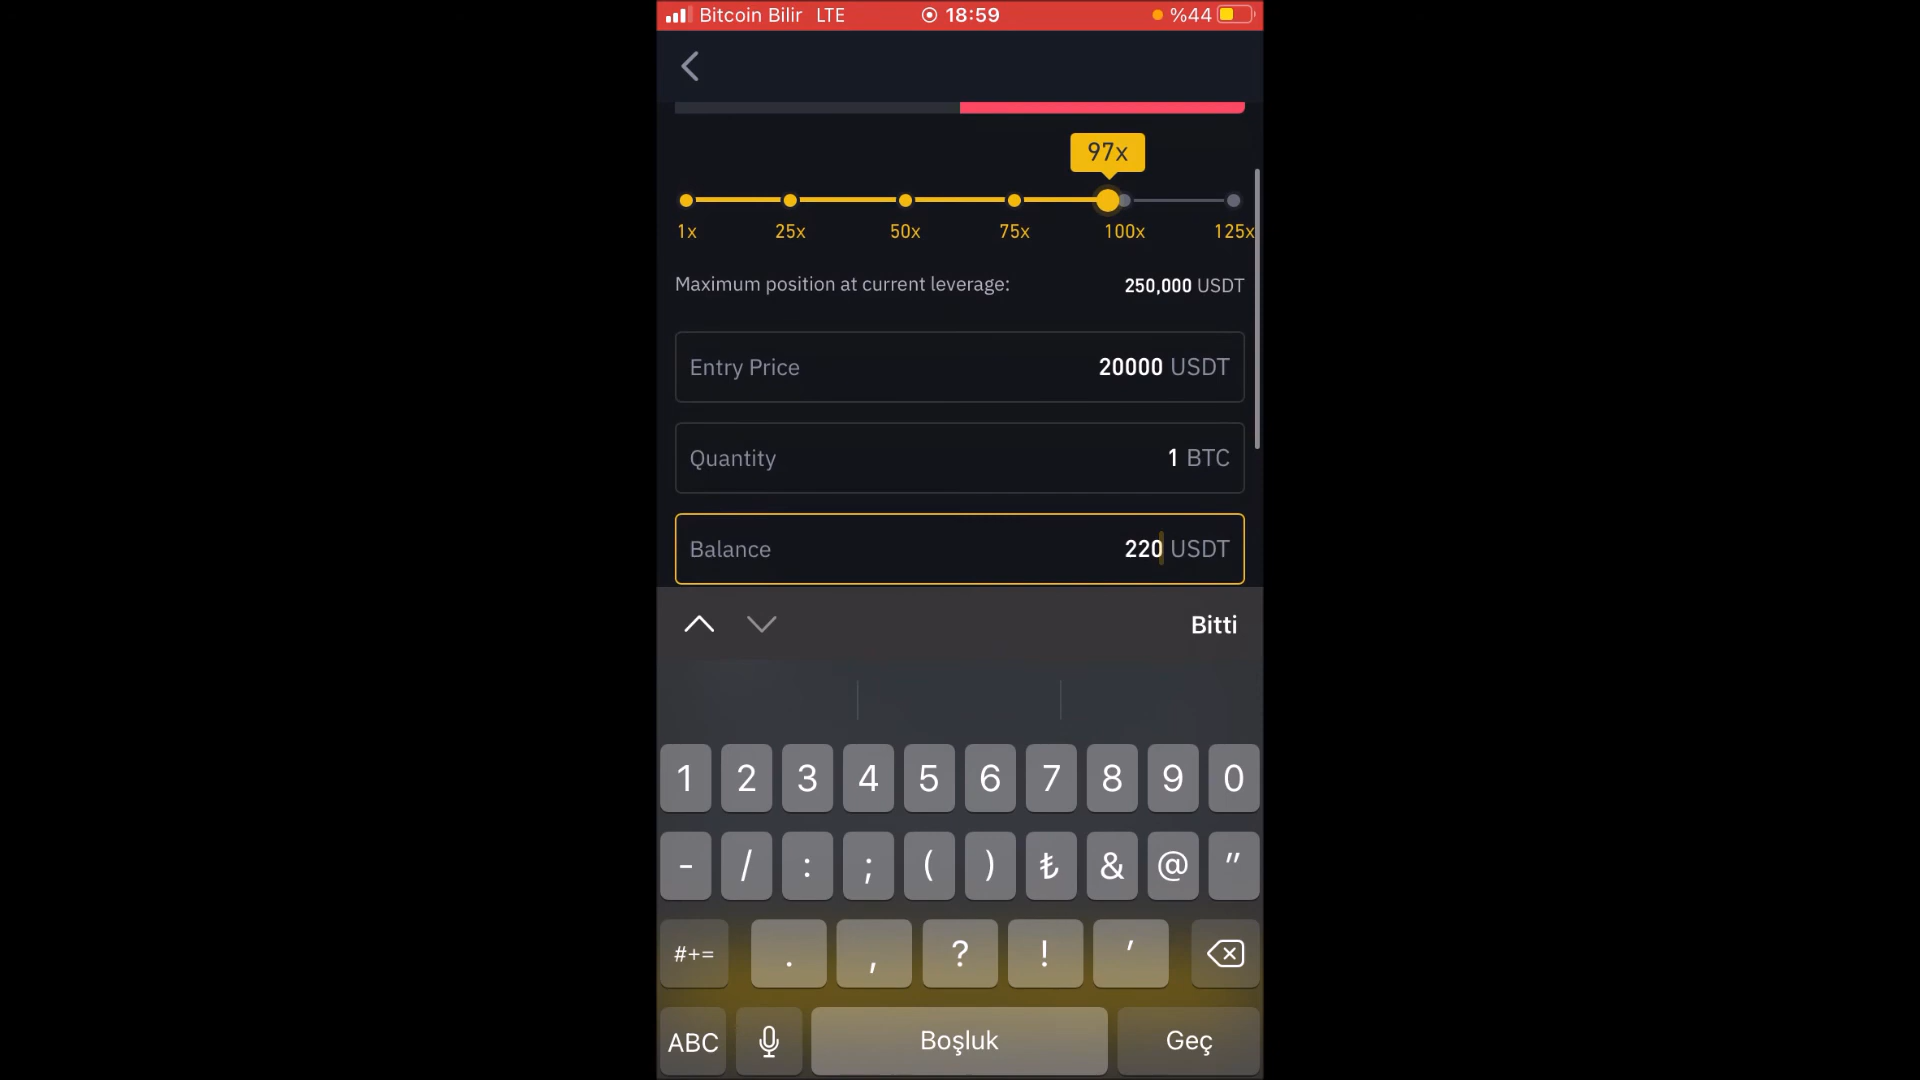 Bitcoin Bilir LTE 18:59 %44
97x
1x 25x 50x 75x 100x 125x
Maximum position at current leverage: 250,000 USDT
Entry Price 20000 USDT
Quantity 1 BTC
Balance 220 USDT
Bitti
1 2 3 4 5 6 7 8 9 0
- / : ; ( ) ₺ & @ "
#+= . , ? ! '
ABC Boşluk Geç